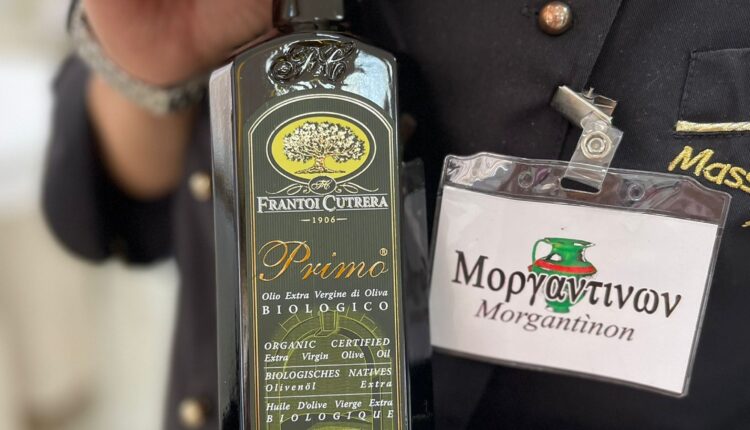 FRANTOI CUTRERA
1906
Primo®
Olio Extra Vergine di Oliva
BIOLOGICO
ORGANIC CERTIFIED
Extra Virgin Olive Oil
BIOLOGISCHES NATIVES
Olivenöl Extra
Huile D'olive Vierge Extra
BIOLOGIQUE
Mass
Μοργαντινων
Morgantìnon